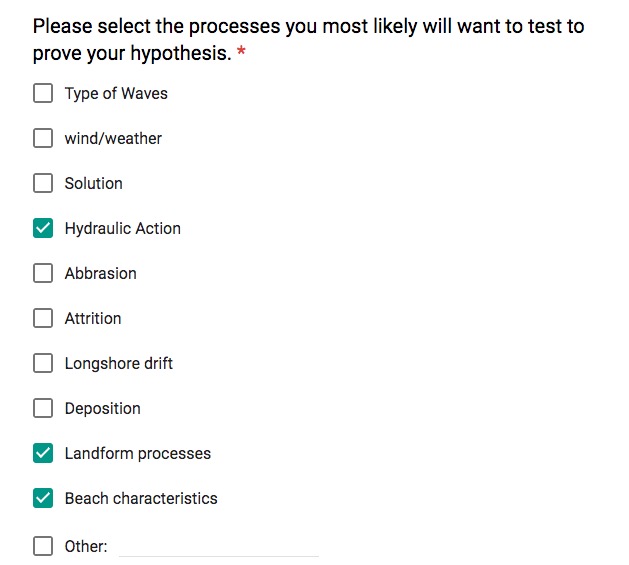 Please select the processes you most likely will want to test to
prove your hypothesis. *
Type of Waves
wind/weather
Solution
Hydraulic Action
Abbrasion
Attrition
Longshore drift
Deposition
Landform processes
Beach characteristics
Other: